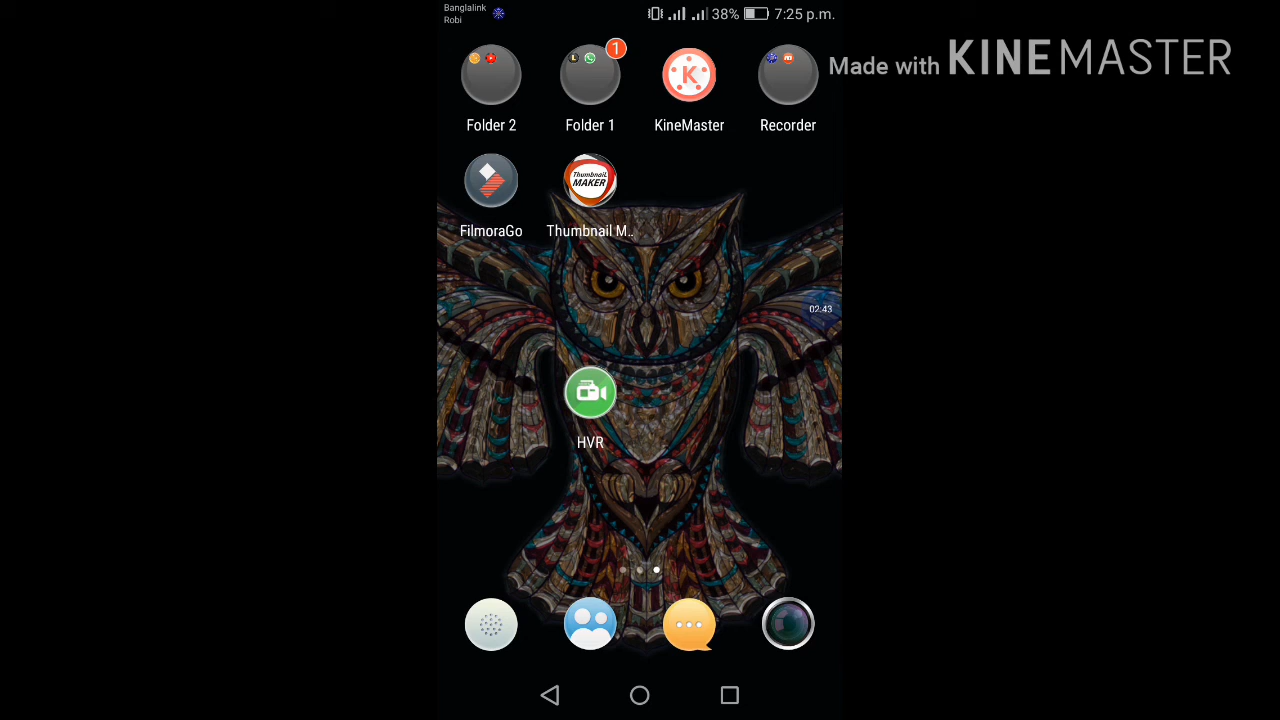 Banglalink
Robi
38% 7:25 p.m.
Made with KINEMASTER
1
Folder 2 Folder 1 KineMaster Recorder
Thumbnail
MAKER
FilmoraGo Thumbnail M..
02:43
HVR